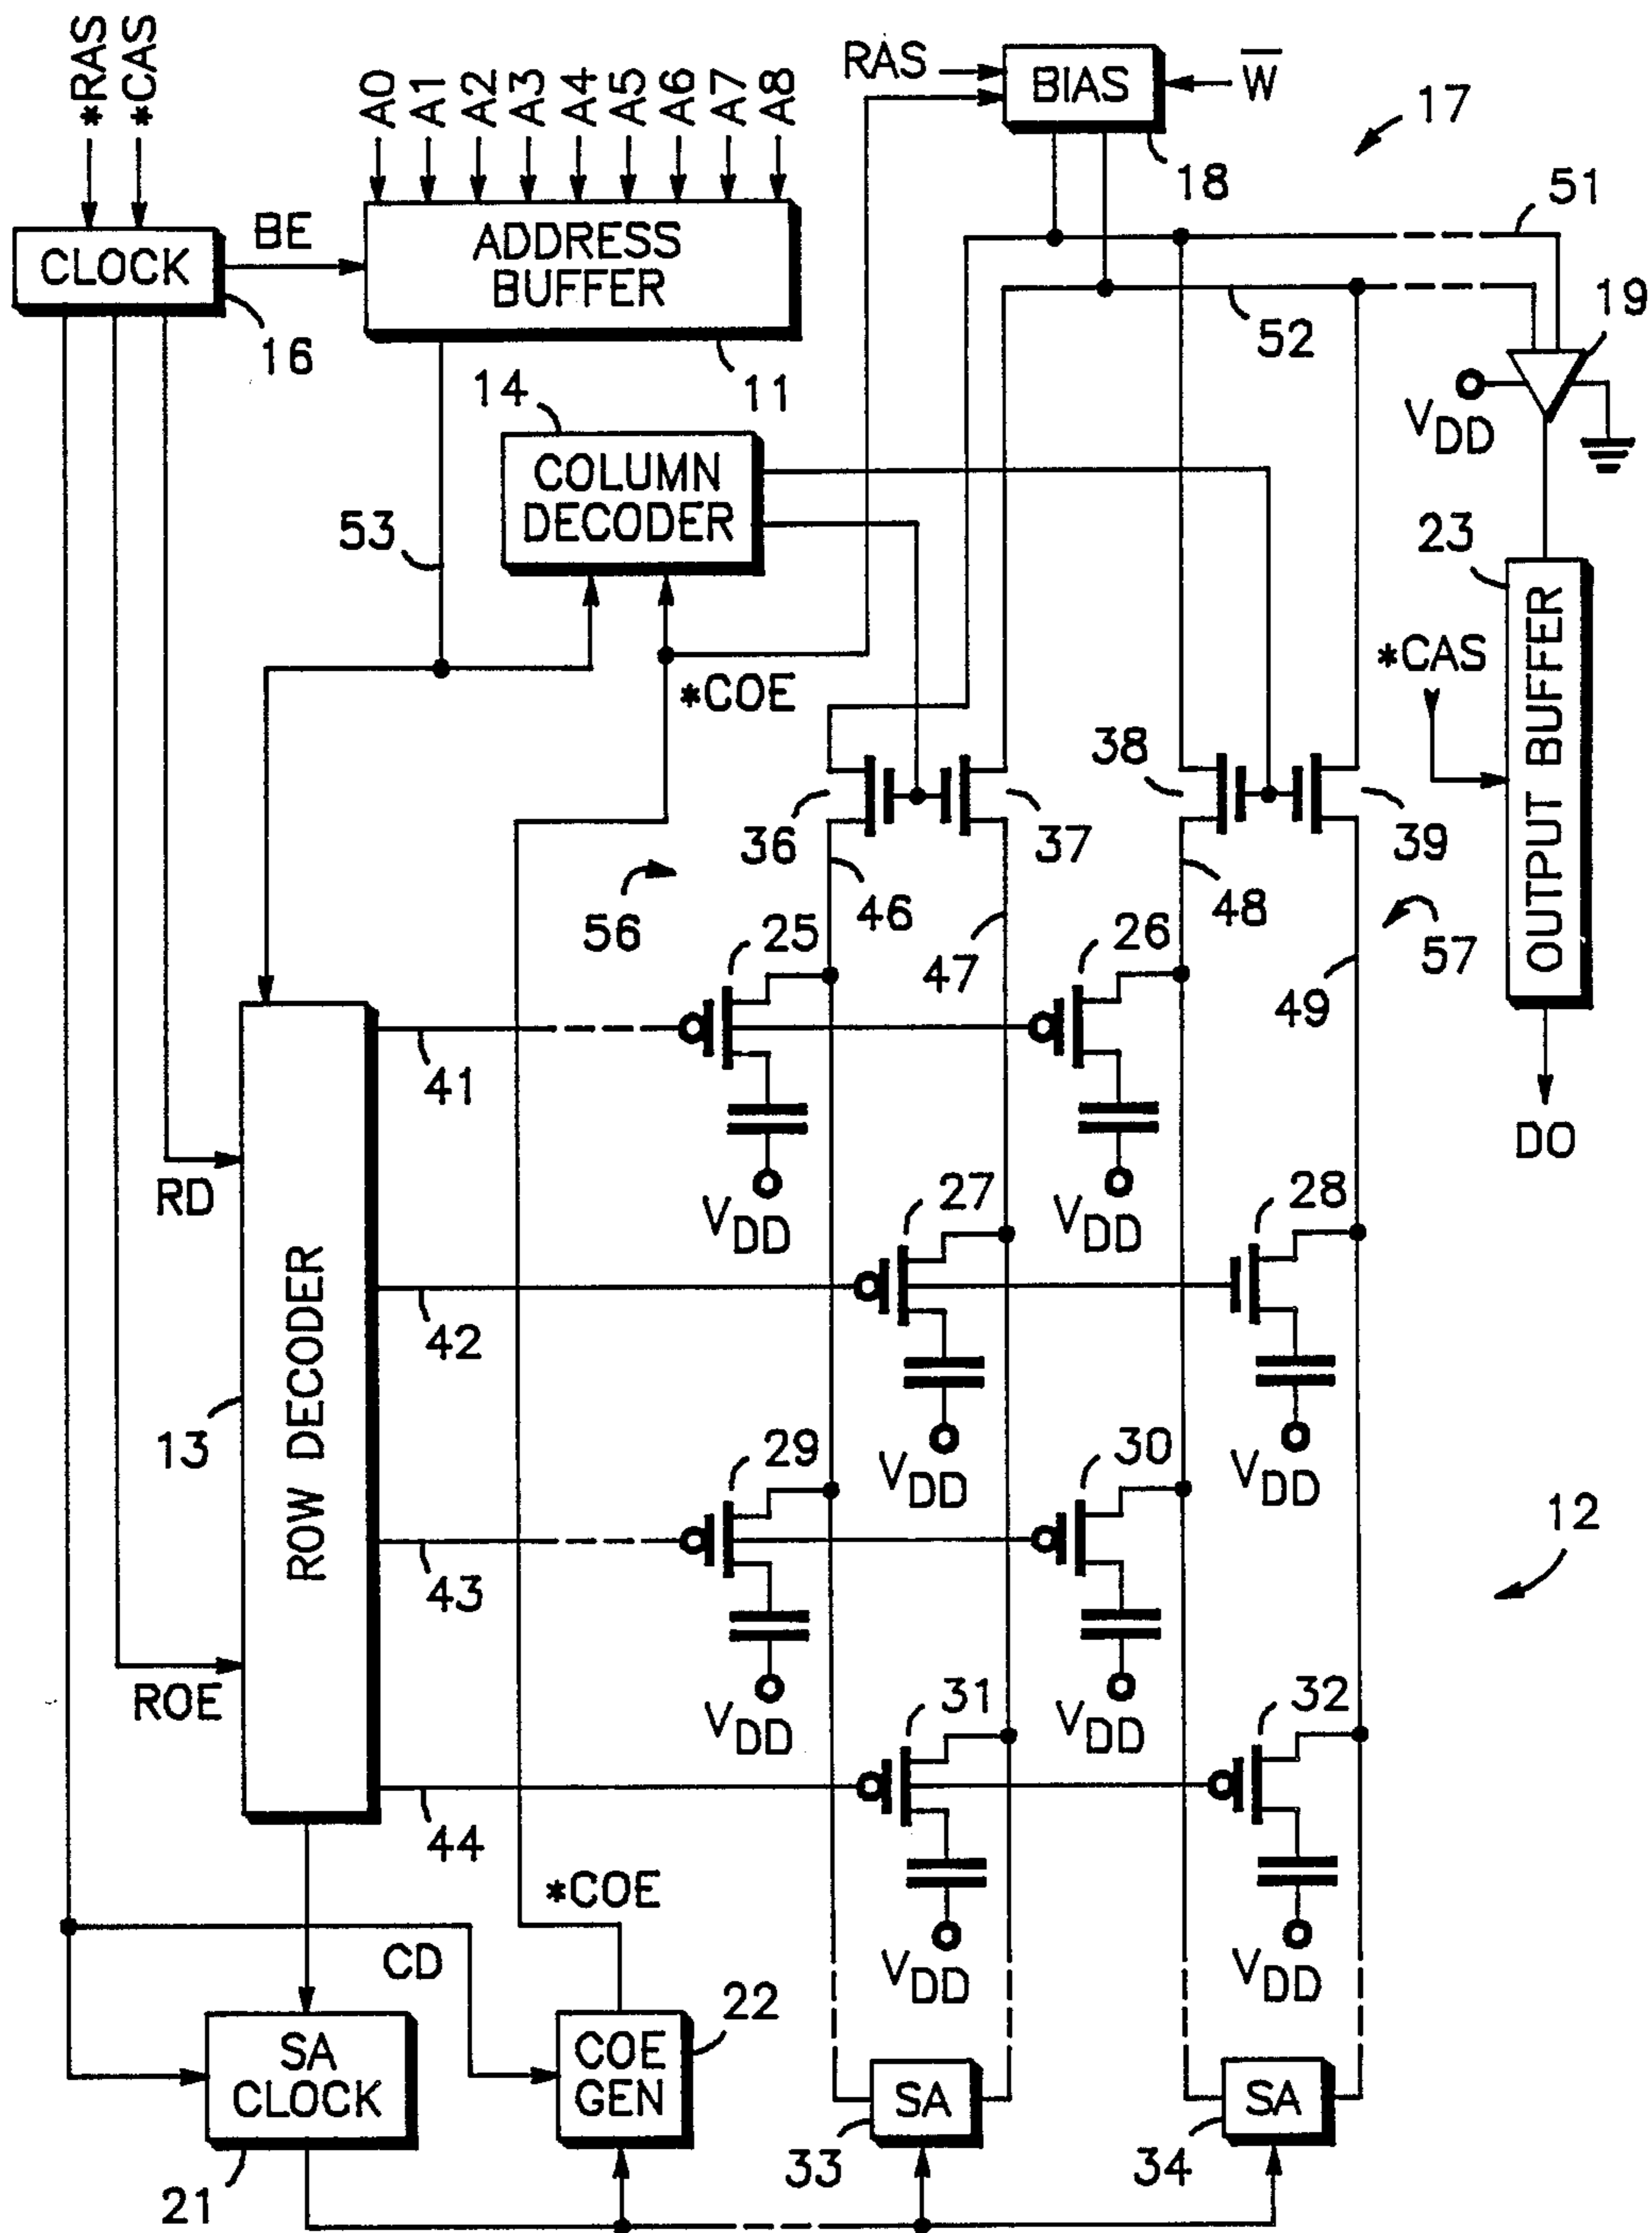 *RAS
*CAS
A0
A1
A2
A3
A4
A5
A6
A7
A8
RAS
BIAS
W̅
17
18
51
BE
CLOCK
ADDRESS
BUFFER
16
11
52
19
VDD
14
COLUMN
DECODER
53
23
*CAS
OUTPUT BUFFER
*COE
36
37
38
39
56
46
47
48
49
57
25
26
41
DO
RD
VDD
VDD
27
28
42
ROW DECODER
13
VDD
VDD
29
30
12
43
ROE
VDD
VDD
31
32
44
*COE
CD
VDD
VDD
22
SA
CLOCK
COE
GEN
SA
SA
21
33
34